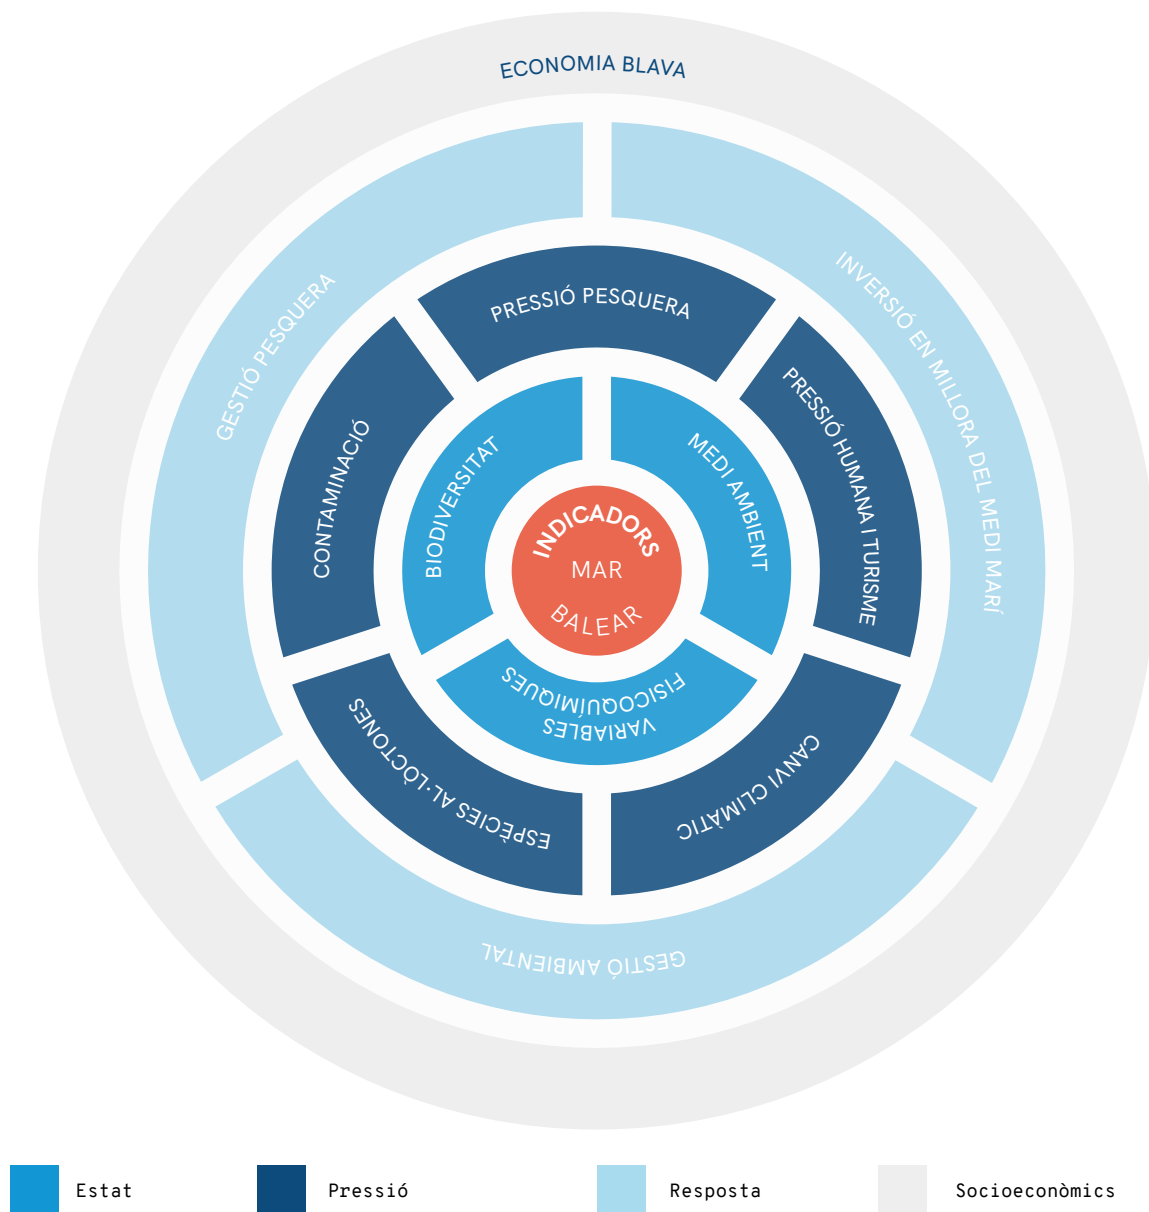 ECONOMIA BLAVA
GESTIÓ PESQUERA
INVERSIÓ EN MILLORA DEL MEDI MARÍ
GESTIÓ AMBIENTAL
PRESSIÓ PESQUERA
CONTAMINACIÓ
PRESSIÓ HUMANA I TURISME
ESPÈCIES AL·LÒCTONES
CANVI CLIMÀTIC
BIODIVERSITAT
MEDI AMBIENT
VARIABLES
FISICOQUÍMIQUES
INDICADORS
MAR
BALEAR
Estat
Pressió
Resposta
Socioeconòmics